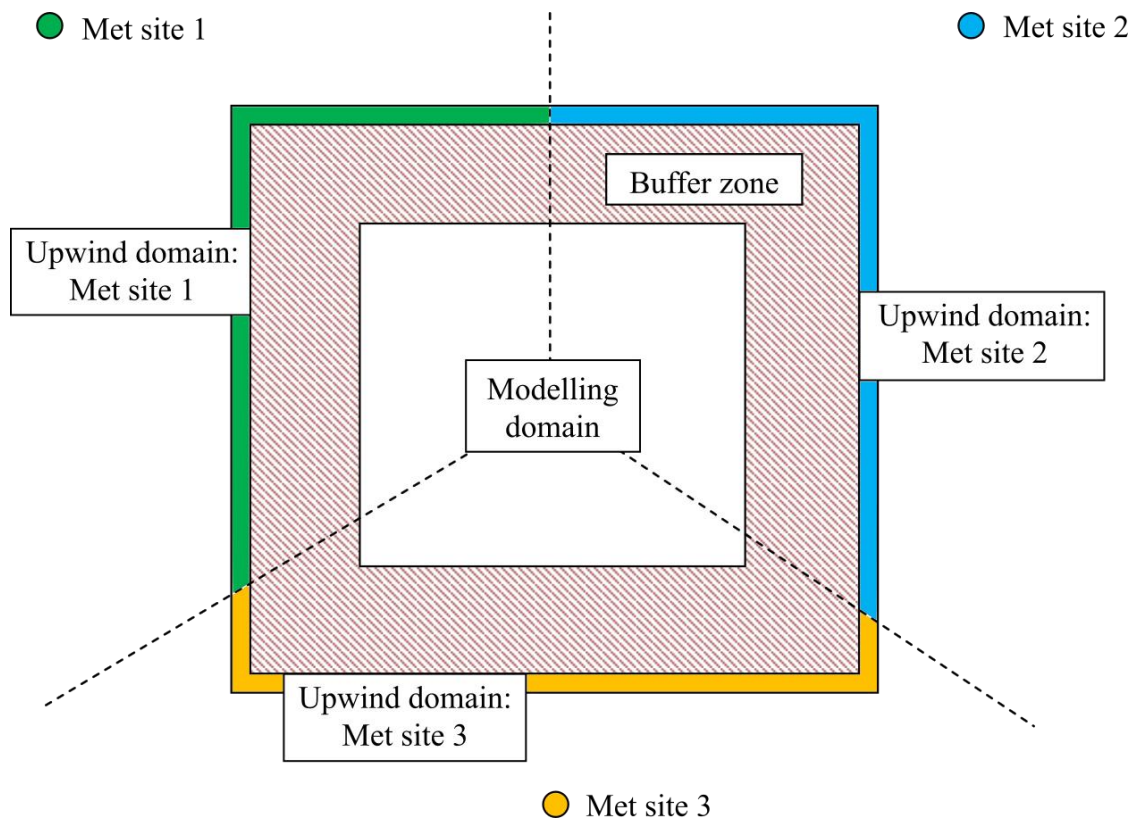 Met site 1
Met site 2
Buffer zone
Upwind domain:
Met site 1
Upwind domain:
Met site 2
Modelling
domain
Upwind domain:
Met site 3
Met site 3